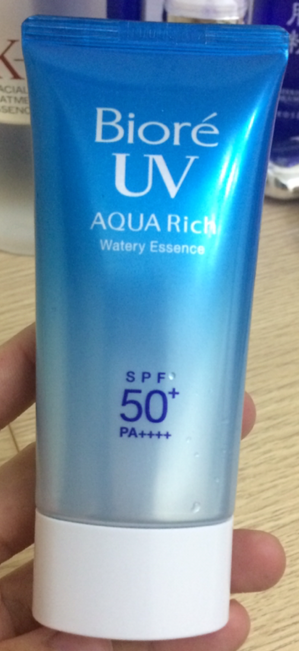 Bioré
UV
AQUA Rich
Watery Essence
SPF
50+
PA++++